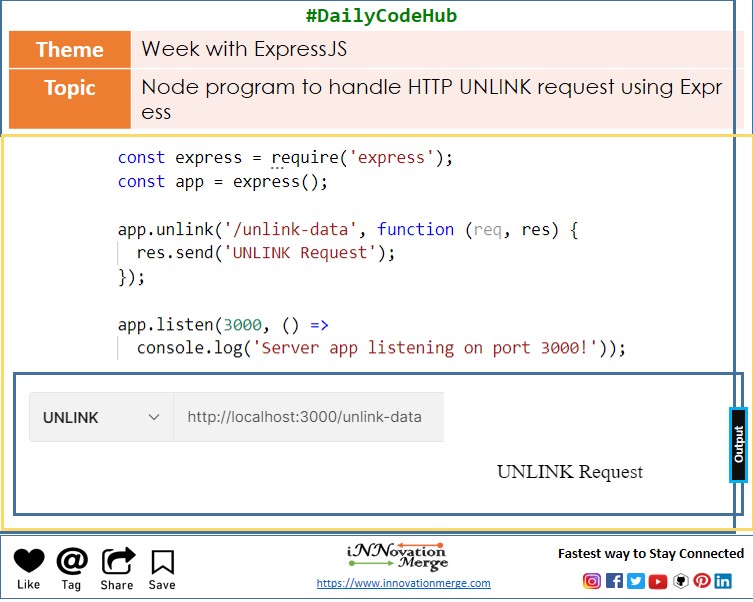 #DailyCodeHub
Theme
Week with ExpressJS
Topic
Node program to handle HTTP UNLINK request using Expr
ess
const express = require('express');
const app = express();
app.unlink('/unlink-data', function (req, res) {
res.send('UNLINK Request');
});
app.listen(3000, () =>
console.log('Server app listening on port 3000!'));
UNLINK
http://localhost:3000/unlink-data
Output
UNLINK Request
Like
Tag
Share
Save
iNNovation
Merge
https://www.innovationmerge.com
Fastest way to Stay Connected